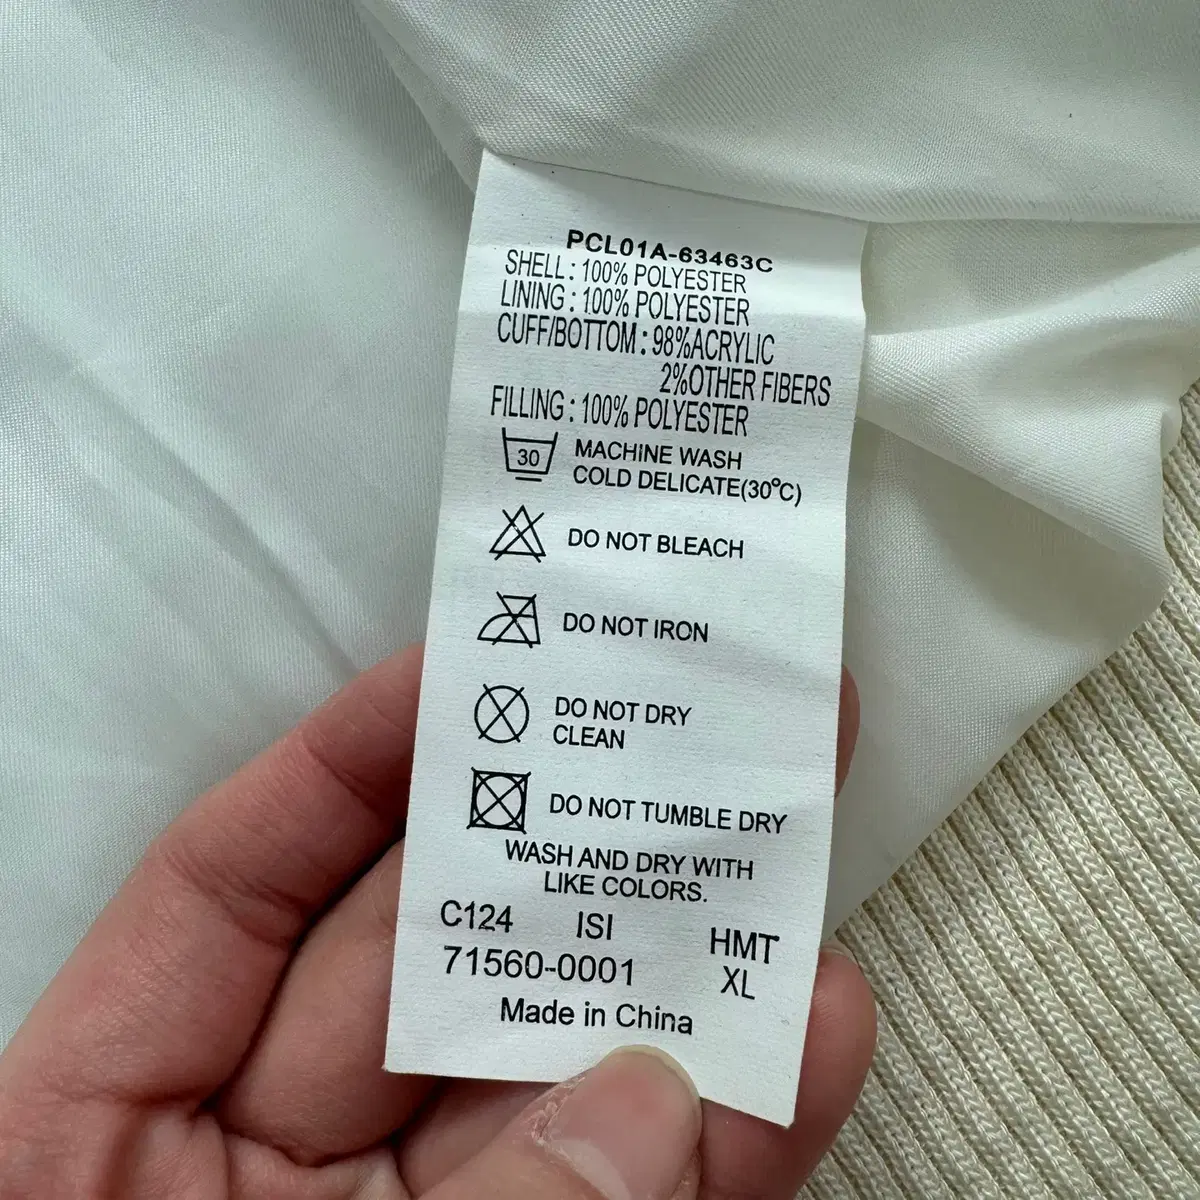 PCL01A-63463C
SHELL: 100% POLYESTER
LINING: 100% POLYESTER
CUFF/BOTTOM: 98%ACRYLIC
2%OTHER FIBERS
FILLING: 100% POLYESTER
30
MACHINE WASH
COLD DELICATE(30°C)
DO NOT BLEACH
DO NOT IRON
DO NOT DRY
CLEAN
DO NOT TUMBLE DRY
WASH AND DRY WITH
LIKE COLORS.
C124 ISI HMT
71560-0001 XL
Made in China